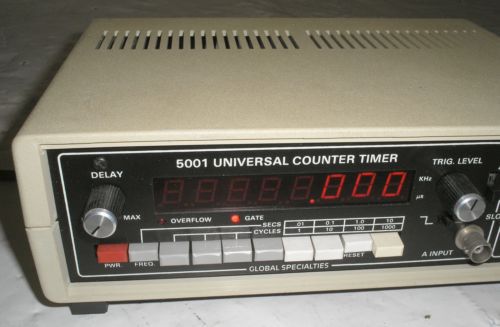 5001 UNIVERSAL COUNTER TIMER
DELAY
TRIG. LEVEL
.000
KHz
µs
MAX
OVERFLOW
GATE
SECS .01 0.1 1.0 10
CYCLES 1 10 100 1000
SLO
PWR.
FREQ.
RESET
A INPUT
GLOBAL SPECIALTIES